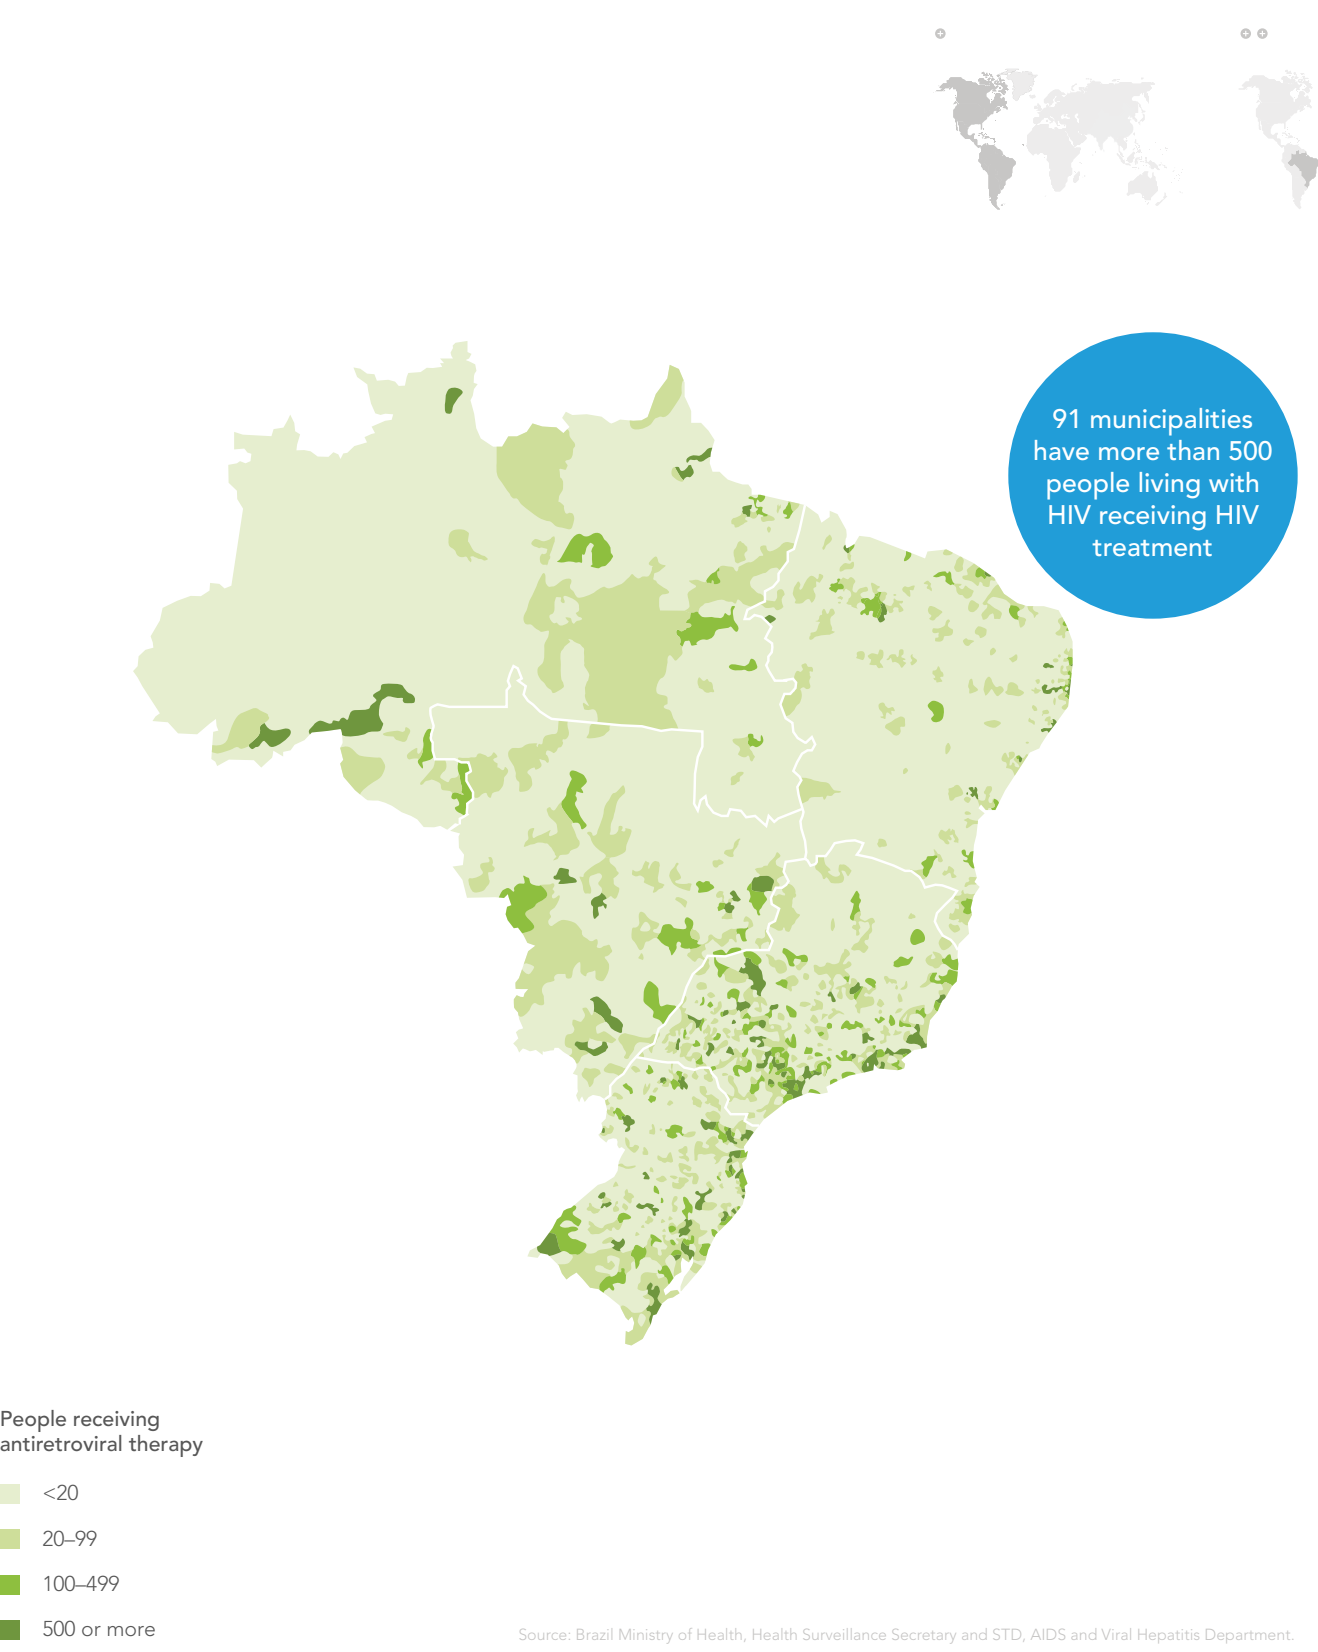 91 municipalities
have more than 500
people living with
HIV receiving HIV
treatment
People receiving
antiretroviral therapy
<20
20–99
100–499
500 or more
Source: Brazil Ministry of Health, Health Surveillance Secretary and STD, AIDS and Viral Hepatitis Department.